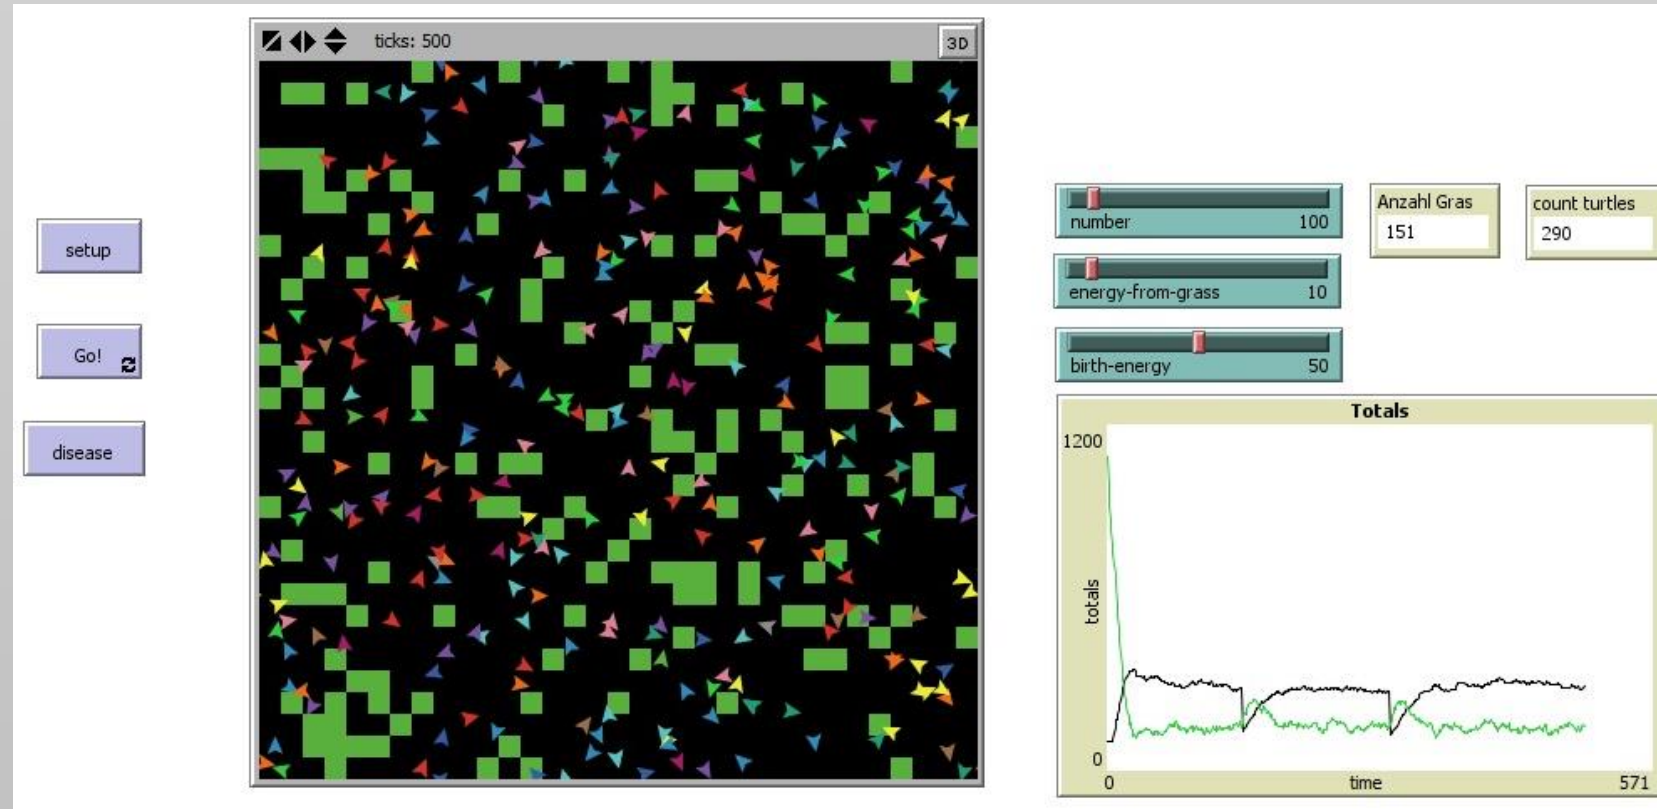 ticks: 500
3D
setup
Go!
disease
number 100
energy-from-grass 10
birth-energy 50
Anzahl Gras
151
count turtles
290
Totals
1200
totals
0
0 time 571